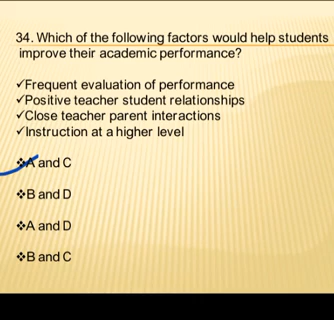 34. Which of the following factors would help students
improve their academic performance?
✓Frequent evaluation of performance
✓Positive teacher student relationships
✓Close teacher parent interactions
✓Instruction at a higher level
❖A and C
❖B and D
❖A and D
❖B and C